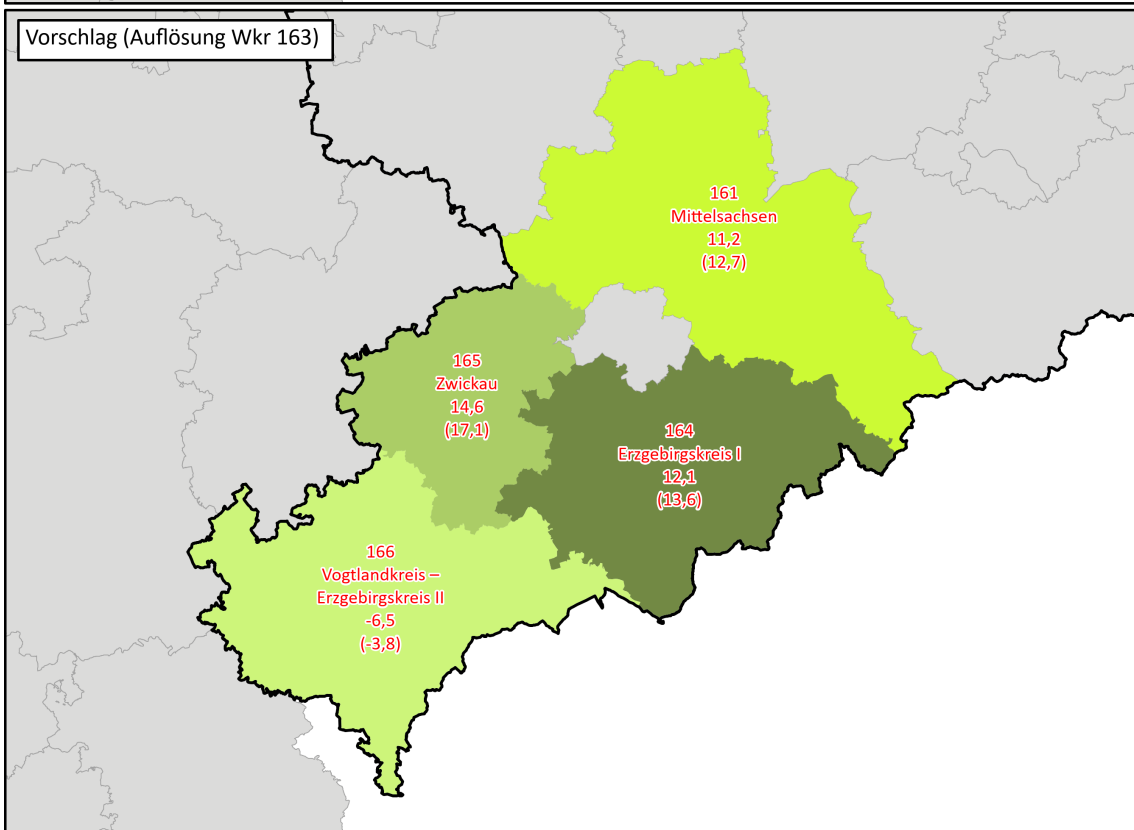 Vorschlag (Auflösung Wkr 163)
161
Mittelsachsen
11,2
(12,7)
165
Zwickau
14,6
(17,1)
164
Erzgebirgskreis I
12,1
(13,6)
166
Vogtlandkreis –
Erzgebirgskreis II
-6,5
(-3,8)